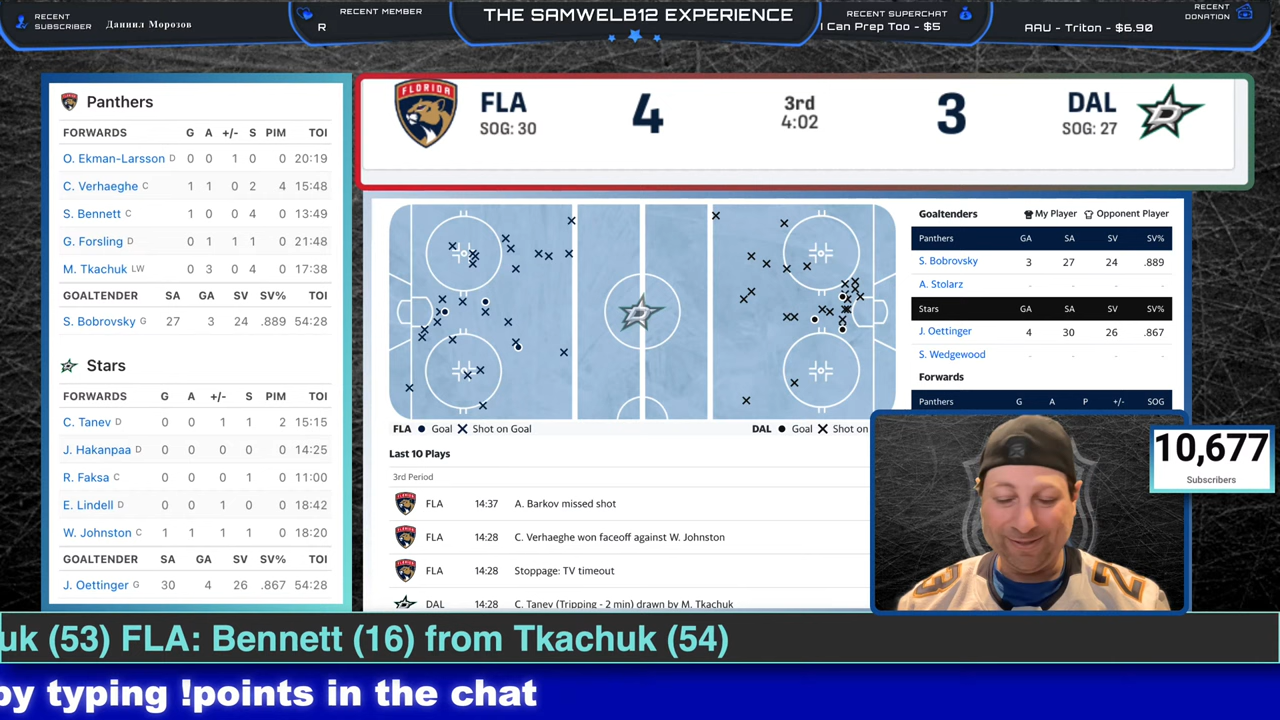 RECENT SUBSCRIBER
Даниил Морозов
RECENT MEMBER
R
THE SAMWELB12 EXPERIENCE
RECENT SUPERCHAT
I Can Prep Too - $5
RECENT DONATION
AAU - Triton - $6.90
Panthers
FORWARDS G A +/- S PIM TOI
O. Ekman-Larsson D 0 0 1 0 0 20:19
C. Verhaeghe C 1 1 0 2 4 15:48
S. Bennett C 1 0 0 4 0 13:49
G. Forsling D 0 1 1 1 0 21:48
M. Tkachuk LW 0 3 0 4 0 17:38
GOALTENDER SA GA SV SV% TOI
S. Bobrovsky G 27 3 24 .889 54:28
Stars
FORWARDS G A +/- S PIM TOI
C. Tanev D 0 0 1 1 2 15:15
J. Hakanpaa D 0 0 0 0 0 14:25
R. Faksa C 0 0 0 1 0 11:00
E. Lindell D 0 0 1 0 0 18:42
W. Johnston C 1 1 1 1 0 18:20
GOALTENDER SA GA SV SV% TOI
J. Oettinger G 30 4 26 .867 54:28
FLORIDA
FLA
SOG: 30
4
3rd
4:02
3
DAL
SOG: 27
D
D
FLA Goal Shot on Goal
DAL Goal Shot on
Last 10 Plays
3rd Period
FLA 14:37 A. Barkov missed shot
FLA 14:28 C. Verhaeghe won faceoff against W. Johnston
FLA 14:28 Stoppage: TV timeout
DAL 14:28 C. Tanev (Tripping - 2 min) drawn by M. Tkachuk
Goaltenders My Player Opponent Player
Panthers GA SA SV SV%
S. Bobrovsky 3 27 24 .889
A. Stolarz - - - -
Stars GA SA SV SV%
J. Oettinger 4 30 26 .867
S. Wedgewood - - - -
Forwards
Panthers G A P +/- SOG
10,677
Subscribers
uk (53) FLA: Bennett (16) from Tkachuk (54)
by typing !points in the chat